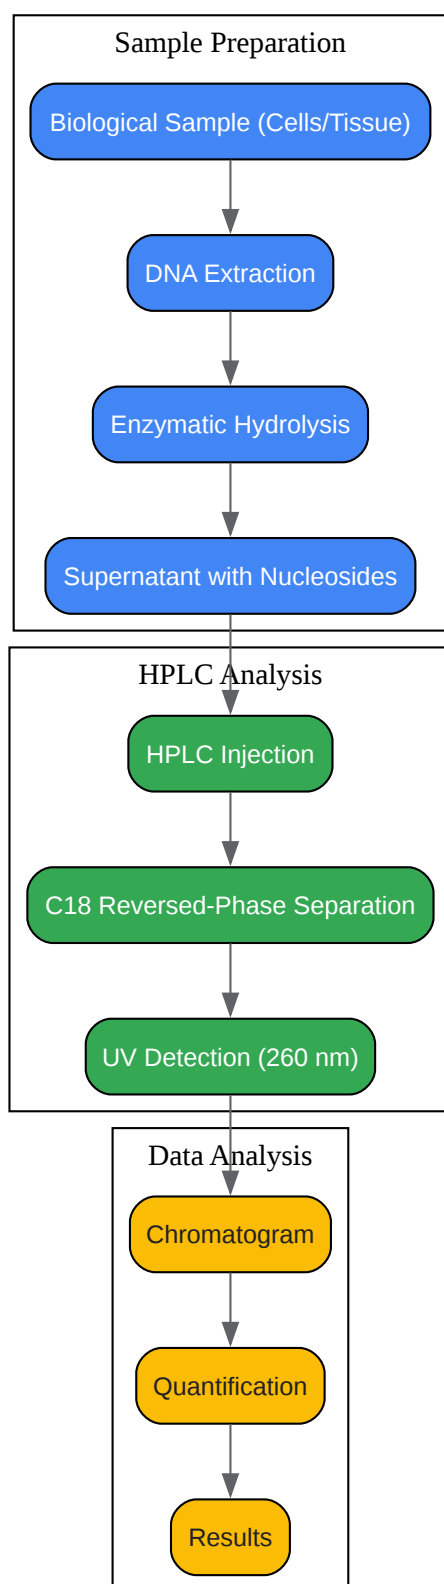 Sample Preparation
Biological Sample (Cells/Tissue)
DNA Extraction
Enzymatic Hydrolysis
Supernatant with Nucleosides
HPLC Analysis
HPLC Injection
C18 Reversed-Phase Separation
UV Detection (260 nm)
Data Analysis
Chromatogram
Quantification
Results